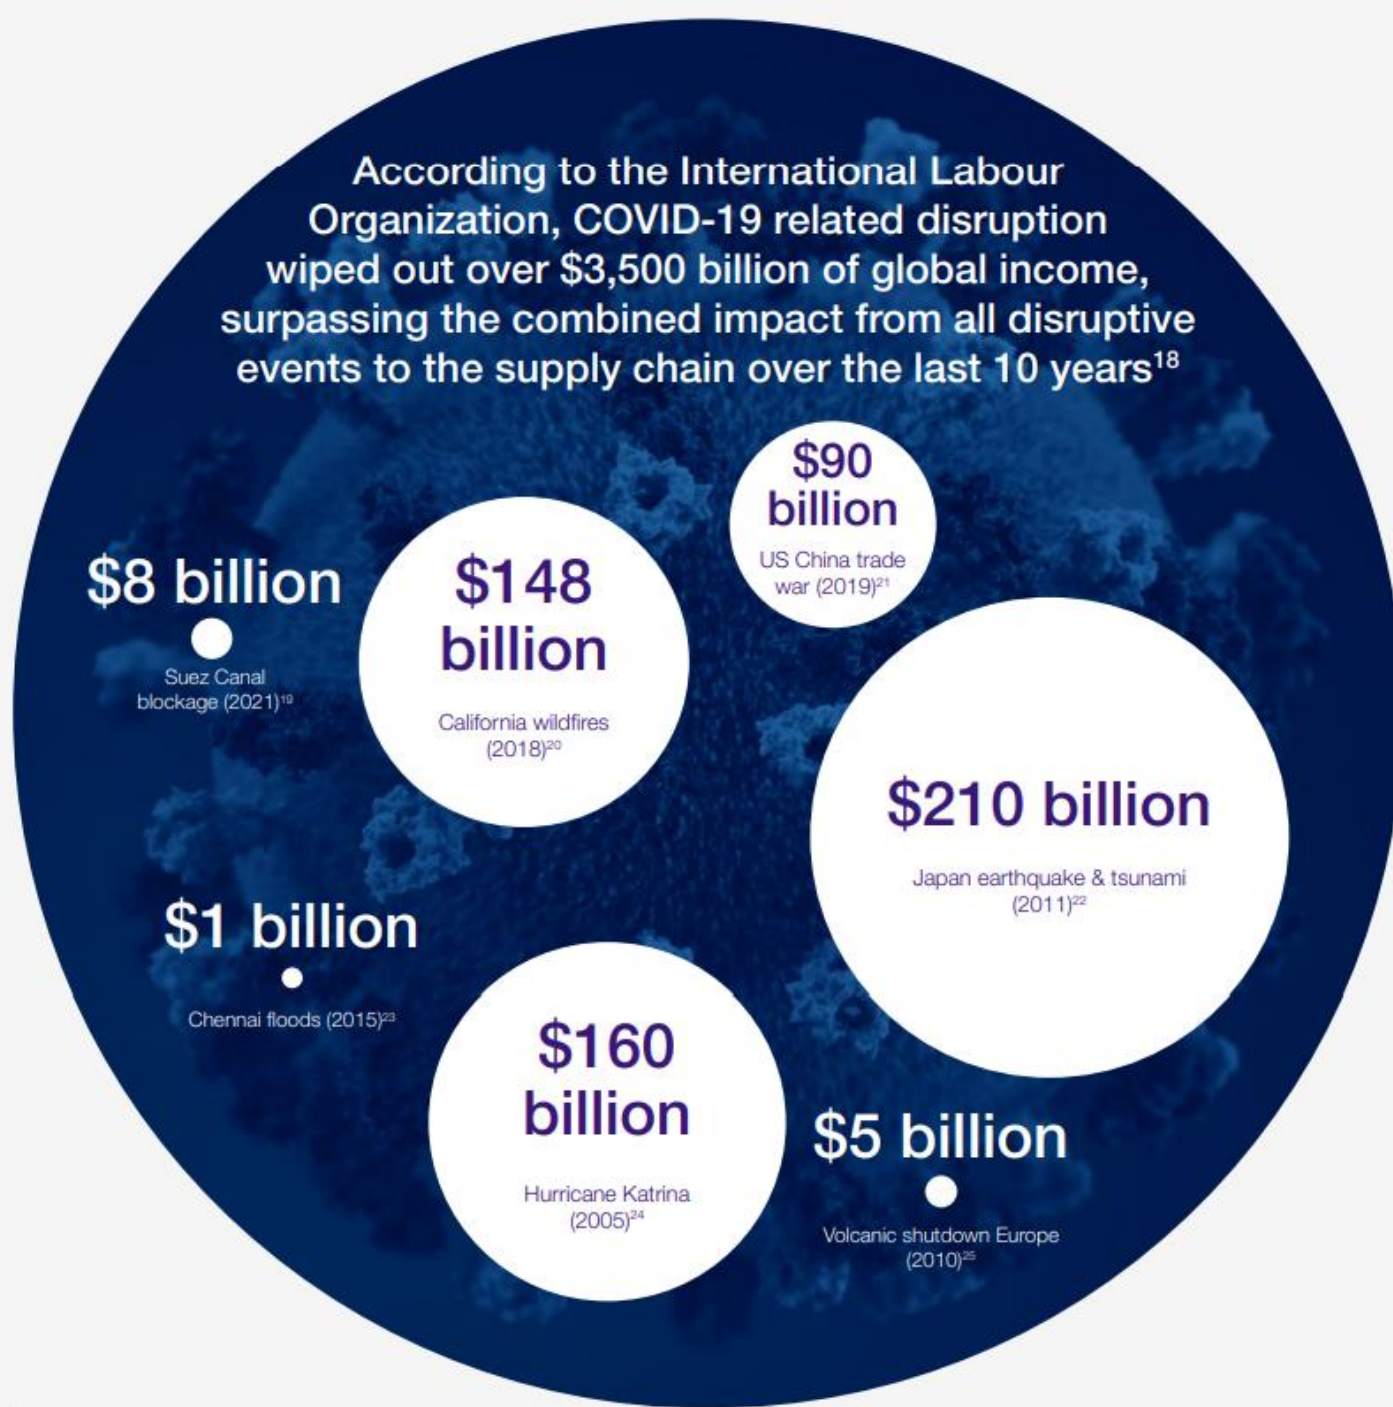 According to the International Labour
Organization, COVID-19 related disruption
wiped out over $3,500 billion of global income,
surpassing the combined impact from all disruptive
events to the supply chain over the last 10 years¹⁸
$90
billion
US China trade
war (2019)²¹
$8 billion
Suez Canal
blockage (2021)¹⁹
$148
billion
California wildfires
(2018)²⁰
$210 billion
Japan earthquake & tsunami
(2011)²²
$1 billion
Chennai floods (2015)²³
$160
billion
Hurricane Katrina
(2005)²⁴
$5 billion
Volcanic shutdown Europe
(2010)²⁵